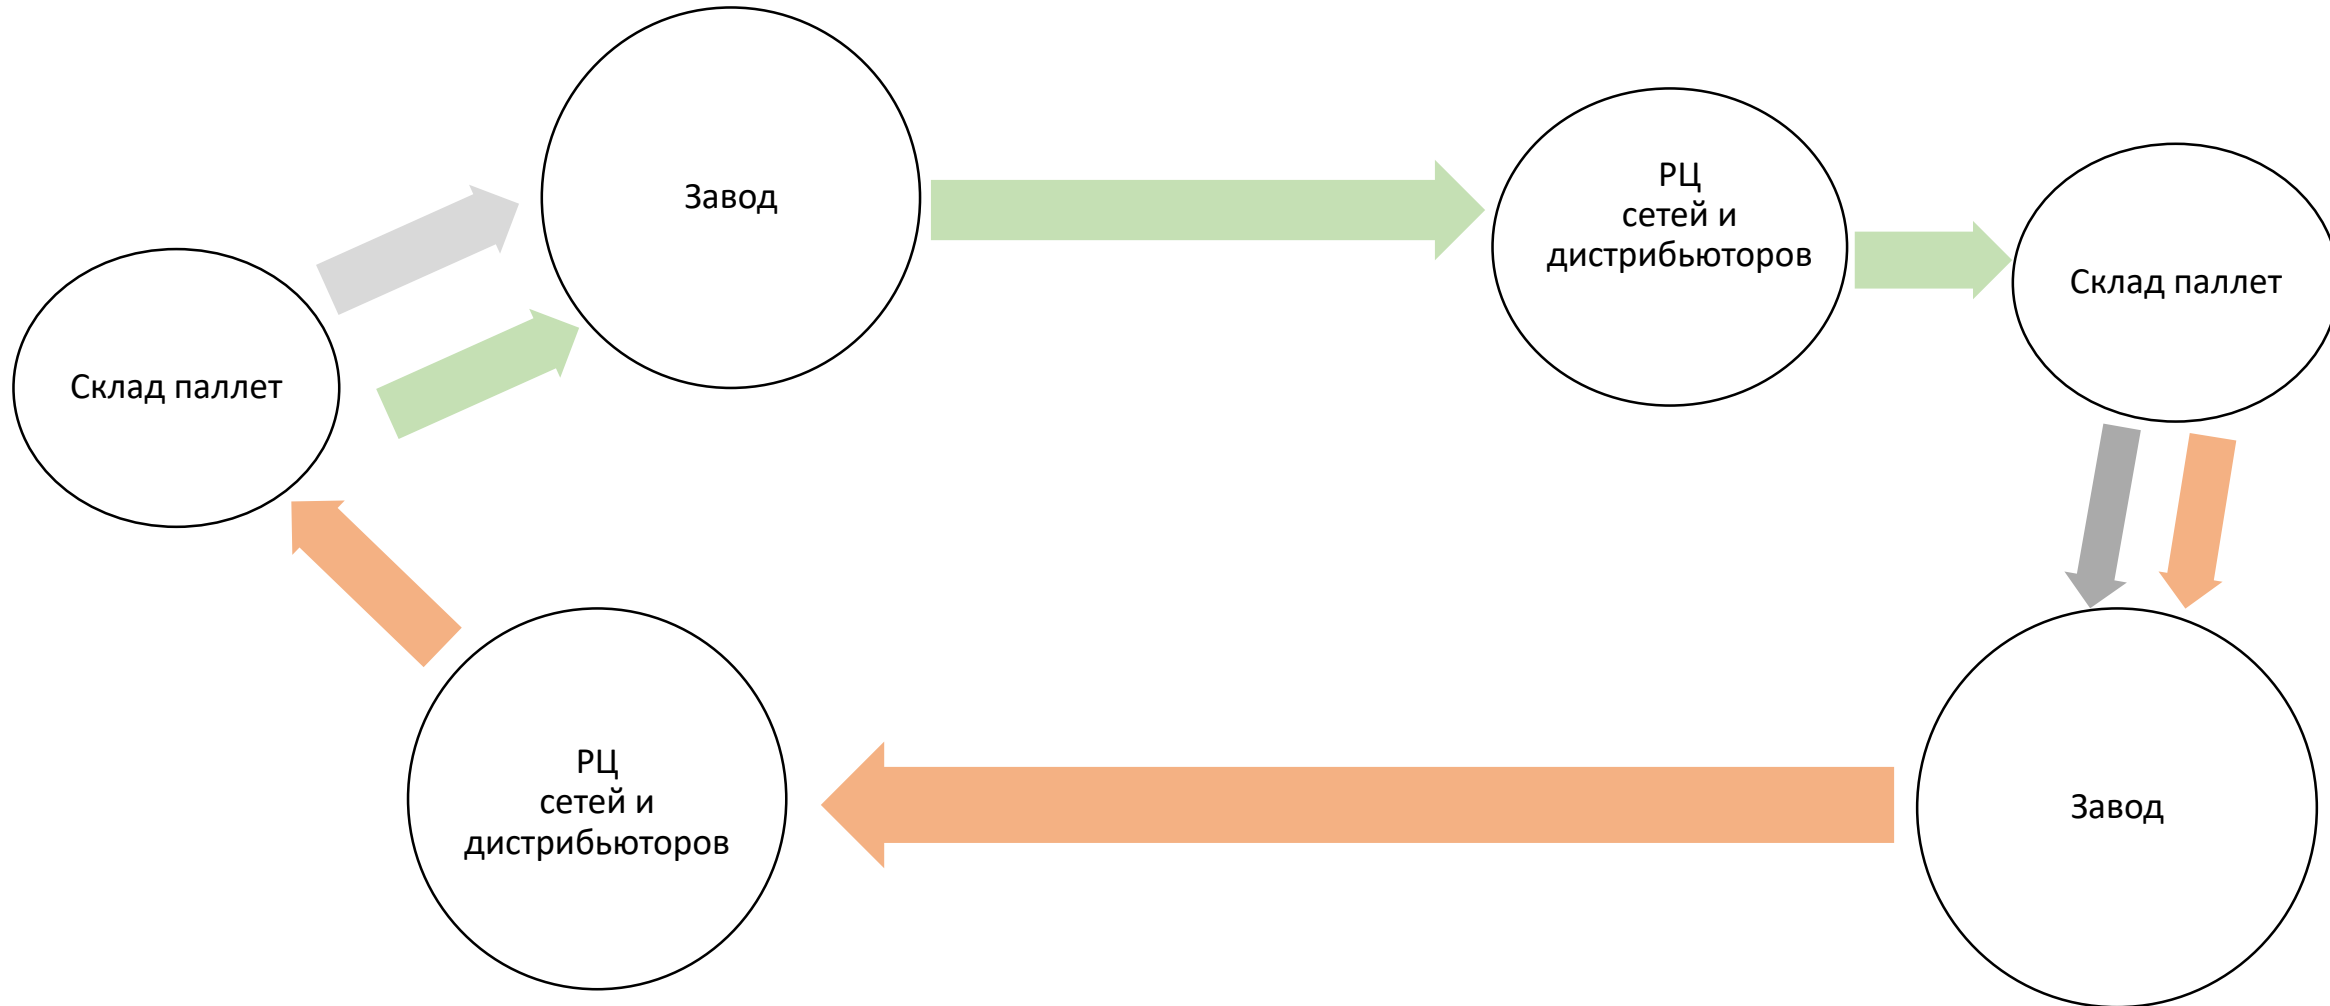 Завод
РЦ
сетей и
дистрибьюторов
Склад паллет
Склад паллет
РЦ
сетей и
дистрибьюторов
Завод